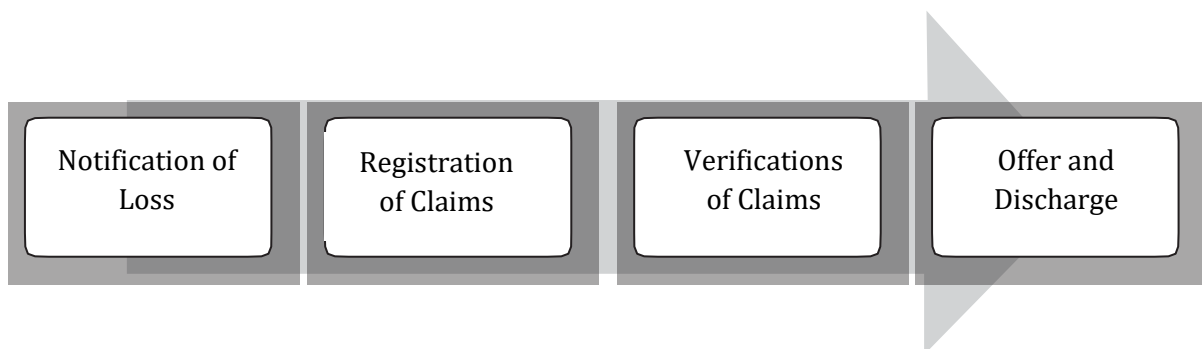 Notification of
Loss
Registration
of Claims
Verifications
of Claims
Offer and
Discharge